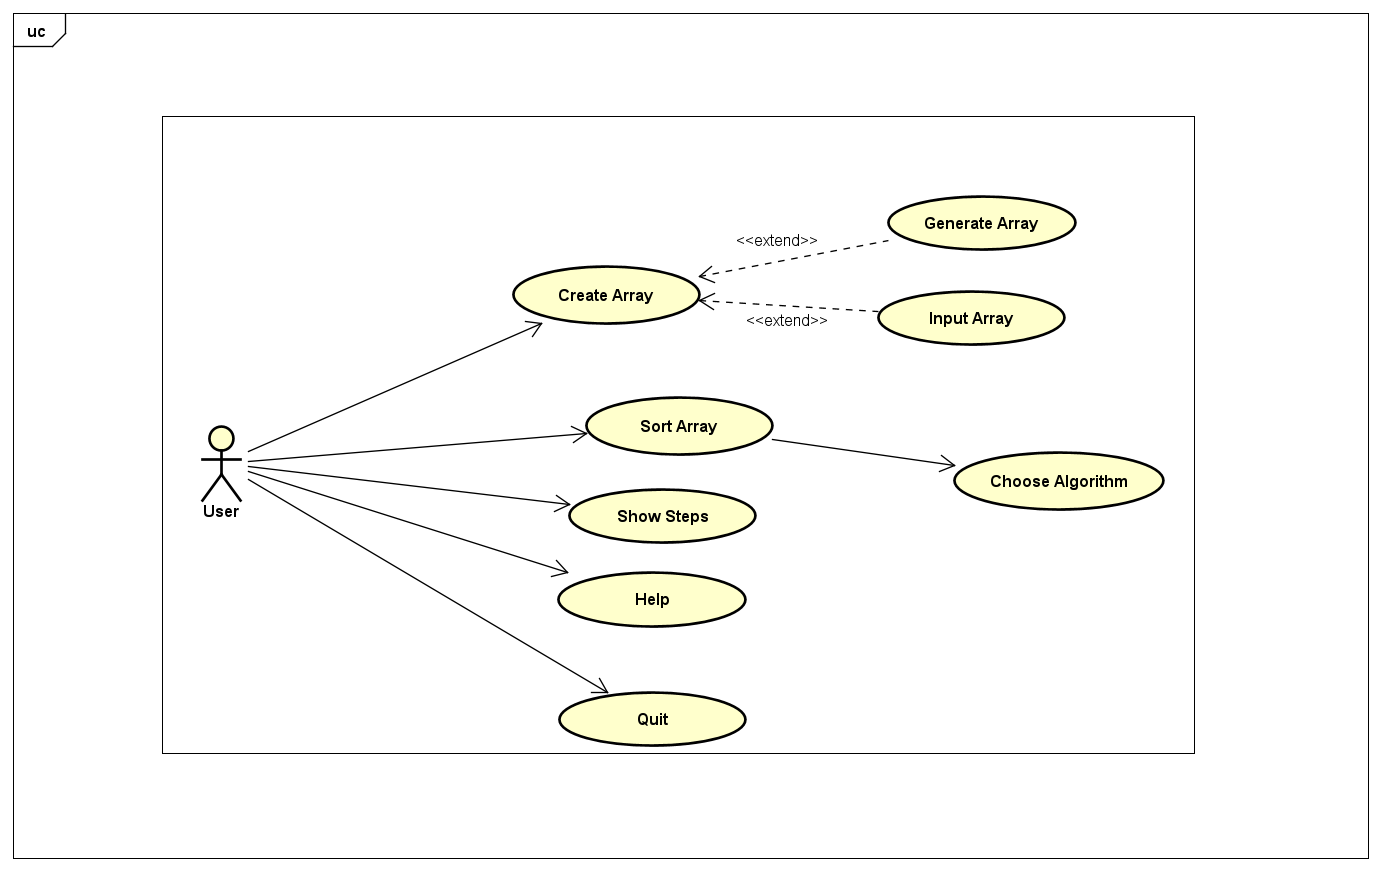 uc
Generate Array
<<extend>>
Create Array
Input Array
<<extend>>
Sort Array
Choose Algorithm
User
Show Steps
Help
Quit